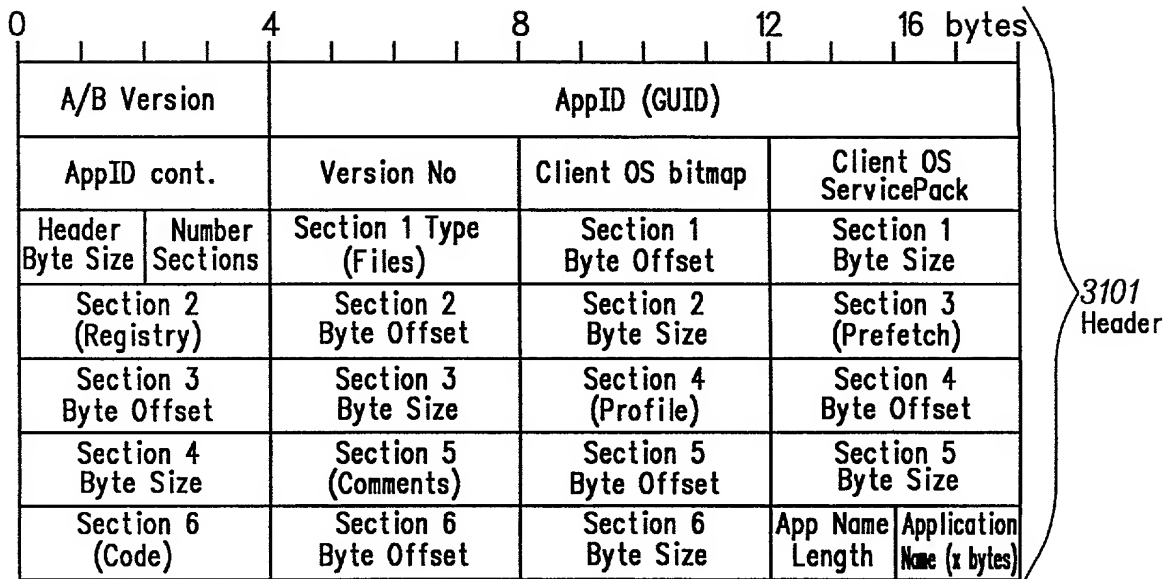 0 4 8 12 16 bytes
A/B Version AppID (GUID)
AppID cont. Version No Client OS bitmap Client OS
ServicePack
Header Number Section 1 Type Section 1 Section 1
Byte Size Sections (Files) Byte Offset Byte Size
Section 2 Section 2 Section 2 Section 3
(Registry) Byte Offset Byte Size (Prefetch)
3101
Header
Section 3 Section 3 Section 4 Section 4
Byte Offset Byte Size (Profile) Byte Offset
Section 4 Section 5 Section 5 Section 5
Byte Size (Comments) Byte Offset Byte Size
Section 6 Section 6 Section 6 App Name Application
(Code) Byte Offset Byte Size Length Name (x bytes)